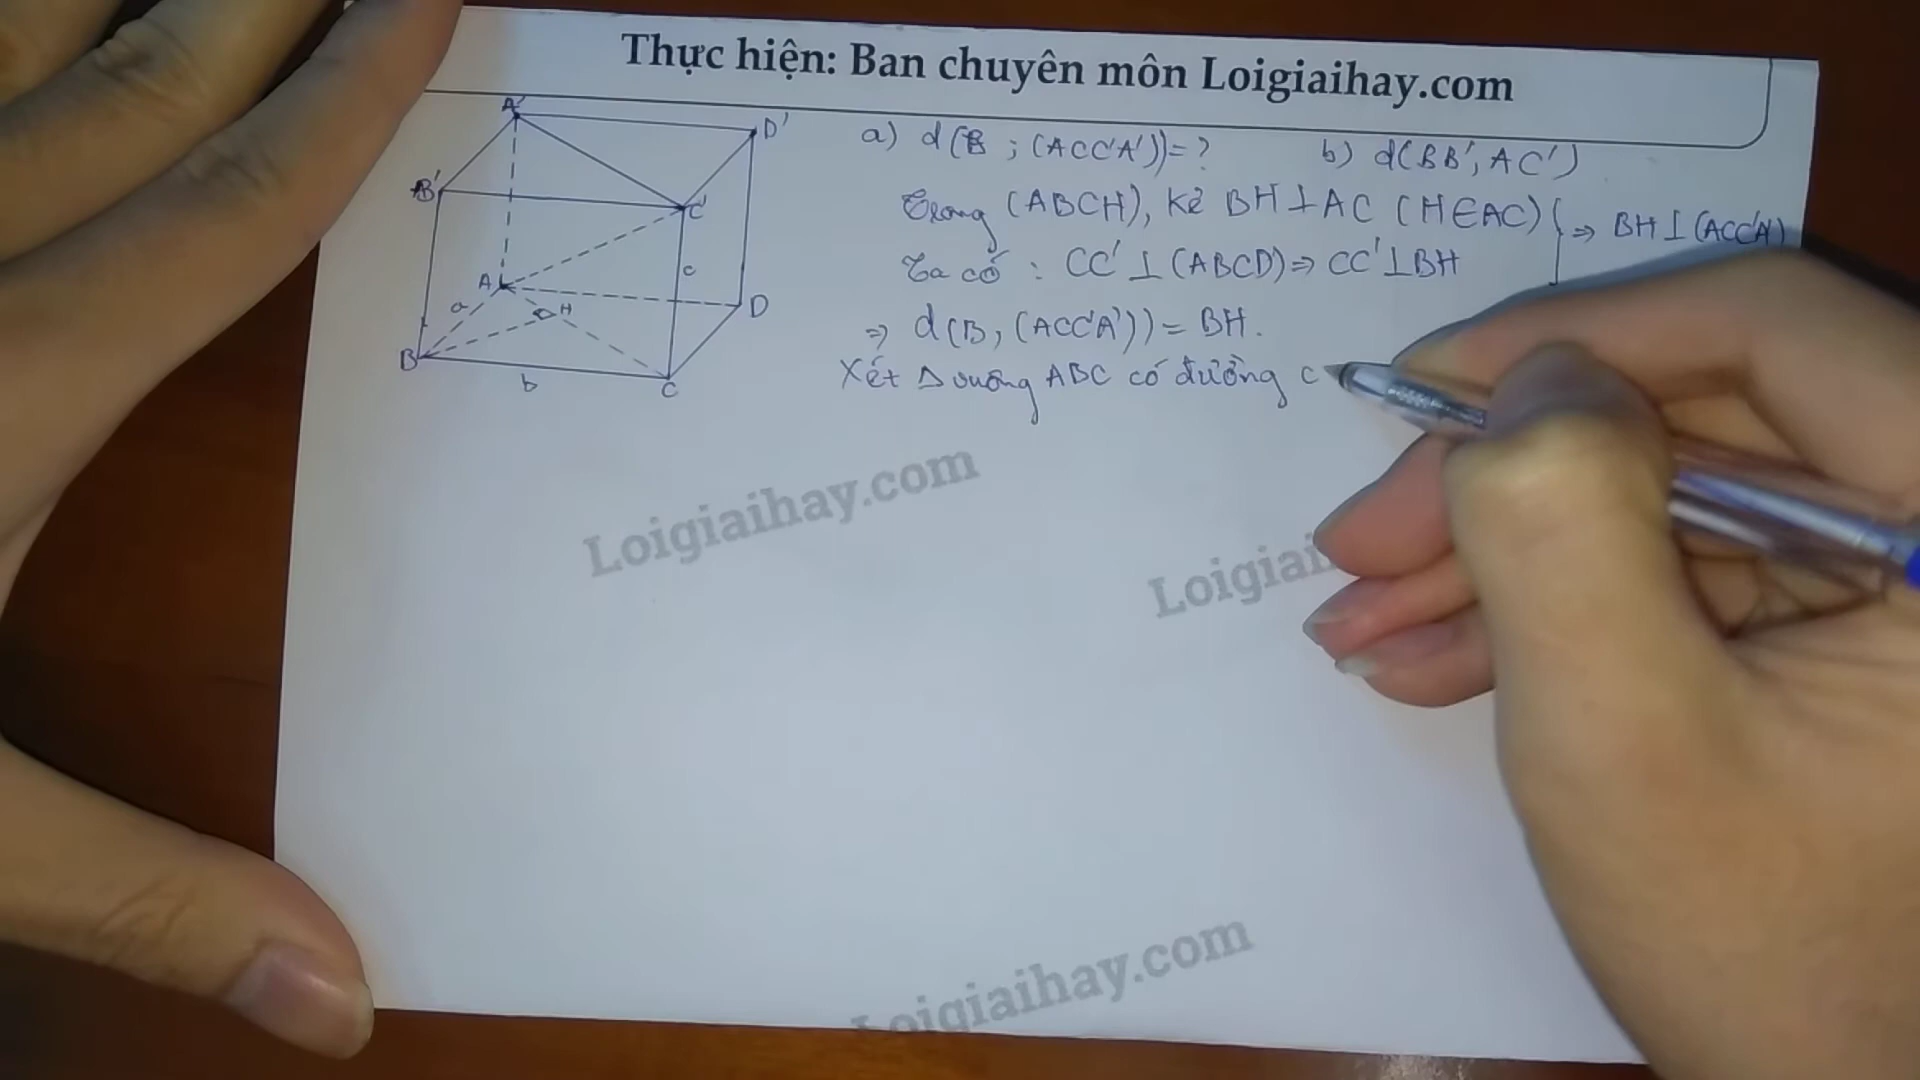 Thực hiện: Ban chuyên môn Loigiaihay.com
A'
D'
B'
C'
A
c
a
H
D
B
b
C
a) d(B ; (ACC'A')) = ?
b) d(BB', AC')
Trong (ABCH), kẻ BH ⊥ AC (H ∈ AC)
⇒ BH ⊥ (ACC'A')
Ta có : CC' ⊥ (ABCD) ⇒ CC' ⊥ BH
⇒ d(B, (ACC'A')) = BH.
Xét Δ vuông ABC có đường c
Loigiaihay.com
Loigiai
Loigiaihay.com